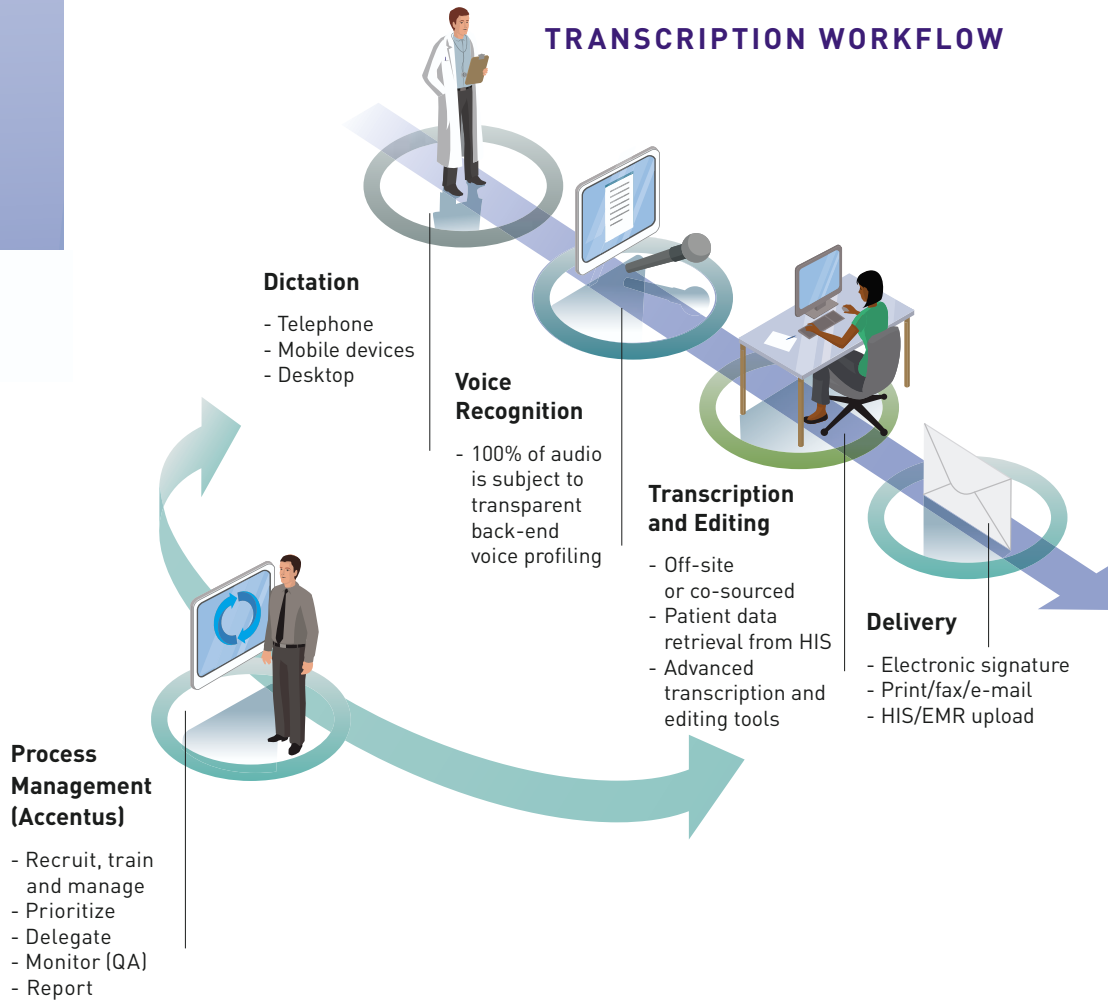 TRANSCRIPTION WORKFLOW
Dictation
- Telephone
- Mobile devices
- Desktop
Voice
Recognition
- 100% of audio
is subject to
transparent
back-end
voice profiling
Transcription
and Editing
- Off-site
or co-sourced
- Patient data
retrieval from HIS
- Advanced
transcription and
editing tools
Delivery
- Electronic signature
- Print/fax/e-mail
- HIS/EMR upload
Process
Management
(Accentus)
- Recruit, train
and manage
- Prioritize
- Delegate
- Monitor (QA)
- Report